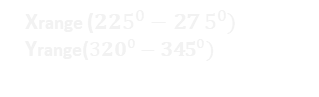 Xrange (225⁰ − 27 5⁰)
Yrange(320⁰ − 345⁰)